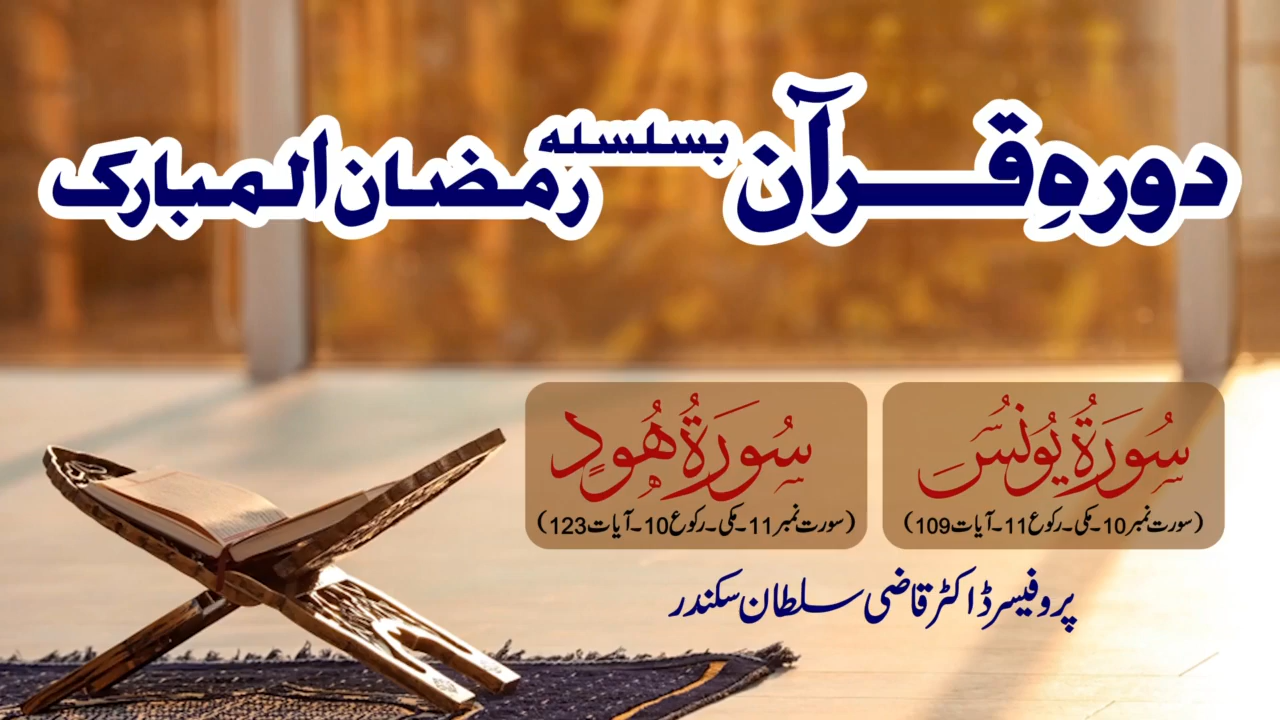 دورہِ قرآن بسلسلہ رمضان المبارک
سُورَۃُ یُونُسَ
(سورت نمبر 10۔ مکی۔ رکوع 11۔ آیات 109)
سُورَۃُ هُودٍ
(سورت نمبر 11۔ مکی۔ رکوع 10۔ آیات 123)
پروفیسر ڈاکٹر قاضی سلطان سکندر